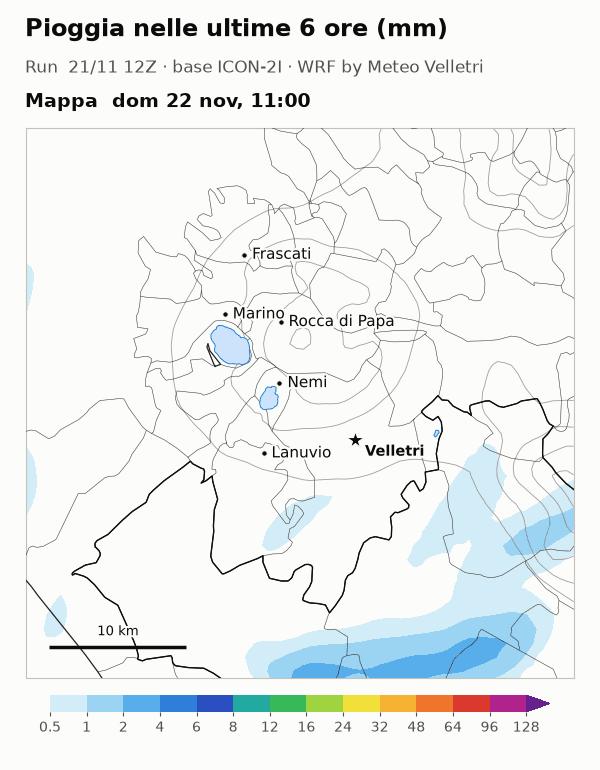 Pioggia nelle ultime 6 ore (mm)
Run  21/11 12Z · base ICON-2I · WRF by Meteo Velletri
Mappa  dom 22 nov, 11:00
Frascati
Marino
Rocca di Papa
Nemi
Velletri
Lanuvio
10 km
0.5 1 2 4 6 8 12 16 24 32 48 64 96 128